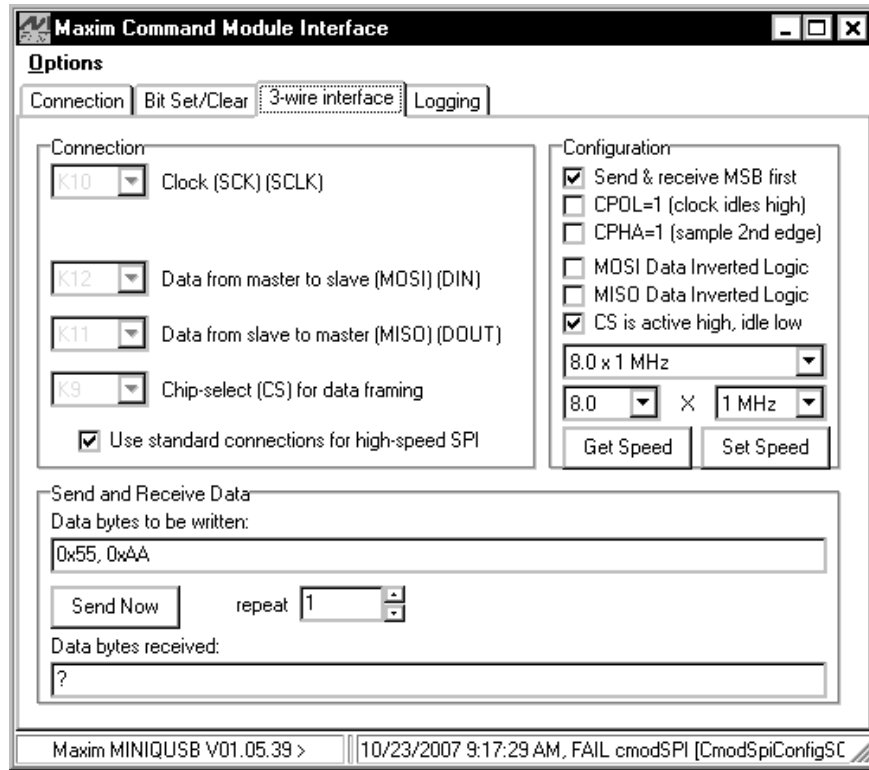 Maxim Command Module Interface
Options
Connection Bit Set/Clear 3-wire interface Logging
Connection
K10 Clock (SCK) (SCLK)
K12 Data from master to slave (MOSI) (DIN)
K11 Data from slave to master (MISO) (DOUT)
K9 Chip-select (CS) for data framing
Use standard connections for high-speed SPI
Configuration
Send & receive MSB first
CPOL=1 (clock idles high)
CPHA=1 (sample 2nd edge)
MOSI Data Inverted Logic
MISO Data Inverted Logic
CS is active high, idle low
8.0 x 1 MHz
8.0 X 1 MHz
Get Speed Set Speed
Send and Receive Data
Data bytes to be written:
0x55, 0xAA
Send Now repeat 1
Data bytes received:
?
Maxim MINIQUSB V01.05.39 > 10/23/2007 9:17:29 AM, FAIL cmodSPI [CmodSpiConfigSC